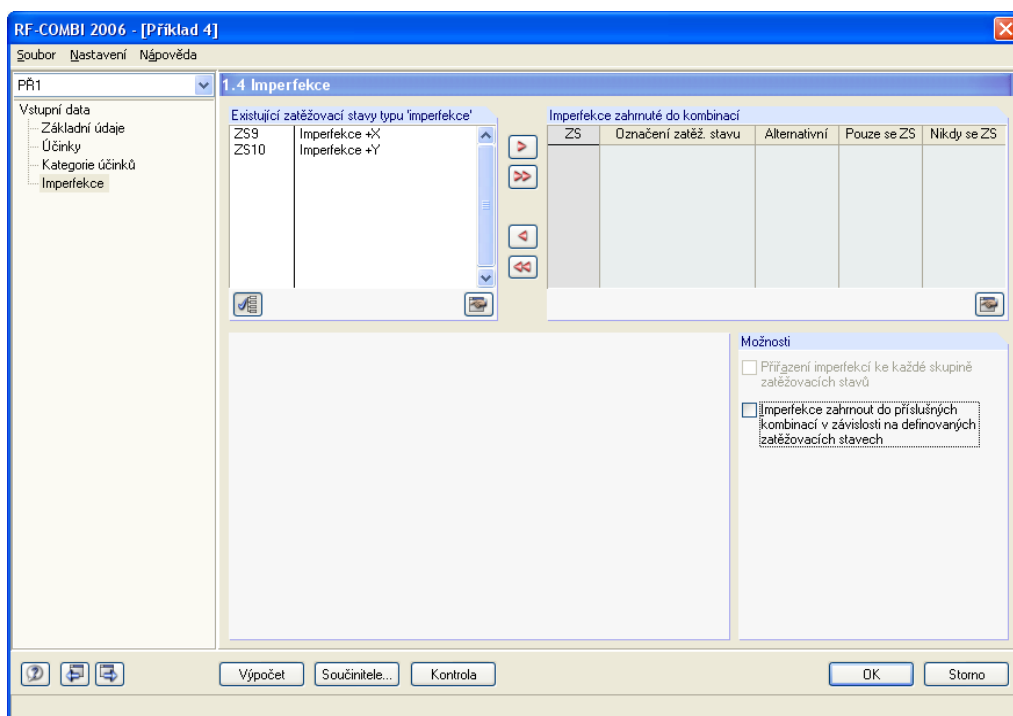 RF-COMBI 2006 - [Příklad 4]
Soubor Nastavení Nápověda
PŘ1
1.4 Imperfekce
Vstupní data
Základní údaje
Účinky
Kategorie účinků
Imperfekce
Existující zatěžovací stavy typu 'imperfekce'
ZS9 Imperfekce +X
ZS10 Imperfekce +Y
Imperfekce zahrnuté do kombinací
ZS Označení zatěž. stavu Alternativní Pouze se ZS Nikdy se ZS
Možnosti
Přiřazení imperfekcí ke každé skupině
zatěžovacích stavů
Imperfekce zahrnout do příslušných
kombinací v závislosti na definovaných
zatěžovacích stavech
Výpočet Součinitele... Kontrola OK Storno